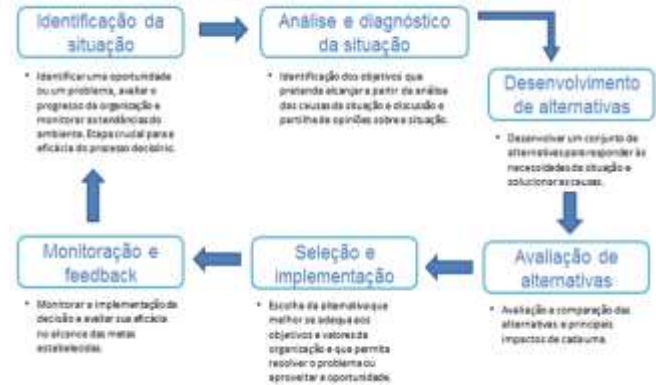 Identificação da
situação
• Identificar uma oportunidade
ou um problema, avaliar o
progresso da organização e
monitorar as tendências do
ambiente. Etapa crucial para a
eficácia do processo decisório.
Análise e diagnóstico
da situação
• Identificação dos objetivos que
pretende alcançar a partir da análise
das causas da situação e discussão e
partilha de opiniões sobre a situação.
Desenvolvimento
de alternativas
• Desenvolver um conjunto de
alternativas para responder às
necessidades da situação e
solucionar as causas.
Avaliação de
alternativas
• Avaliação e comparação das
alternativas e principais
impactos de cada uma.
Seleção e
implementação
• Escolha da alternativa que
melhor se adequa aos
objetivos e valores da
organização e que permita
resolver o problema ou
aproveitar a oportunidade.
Monitoração e
feedback
• Monitorar a implementação da
decisão e avaliar sua eficácia
no alcance das metas
estabelecidas.